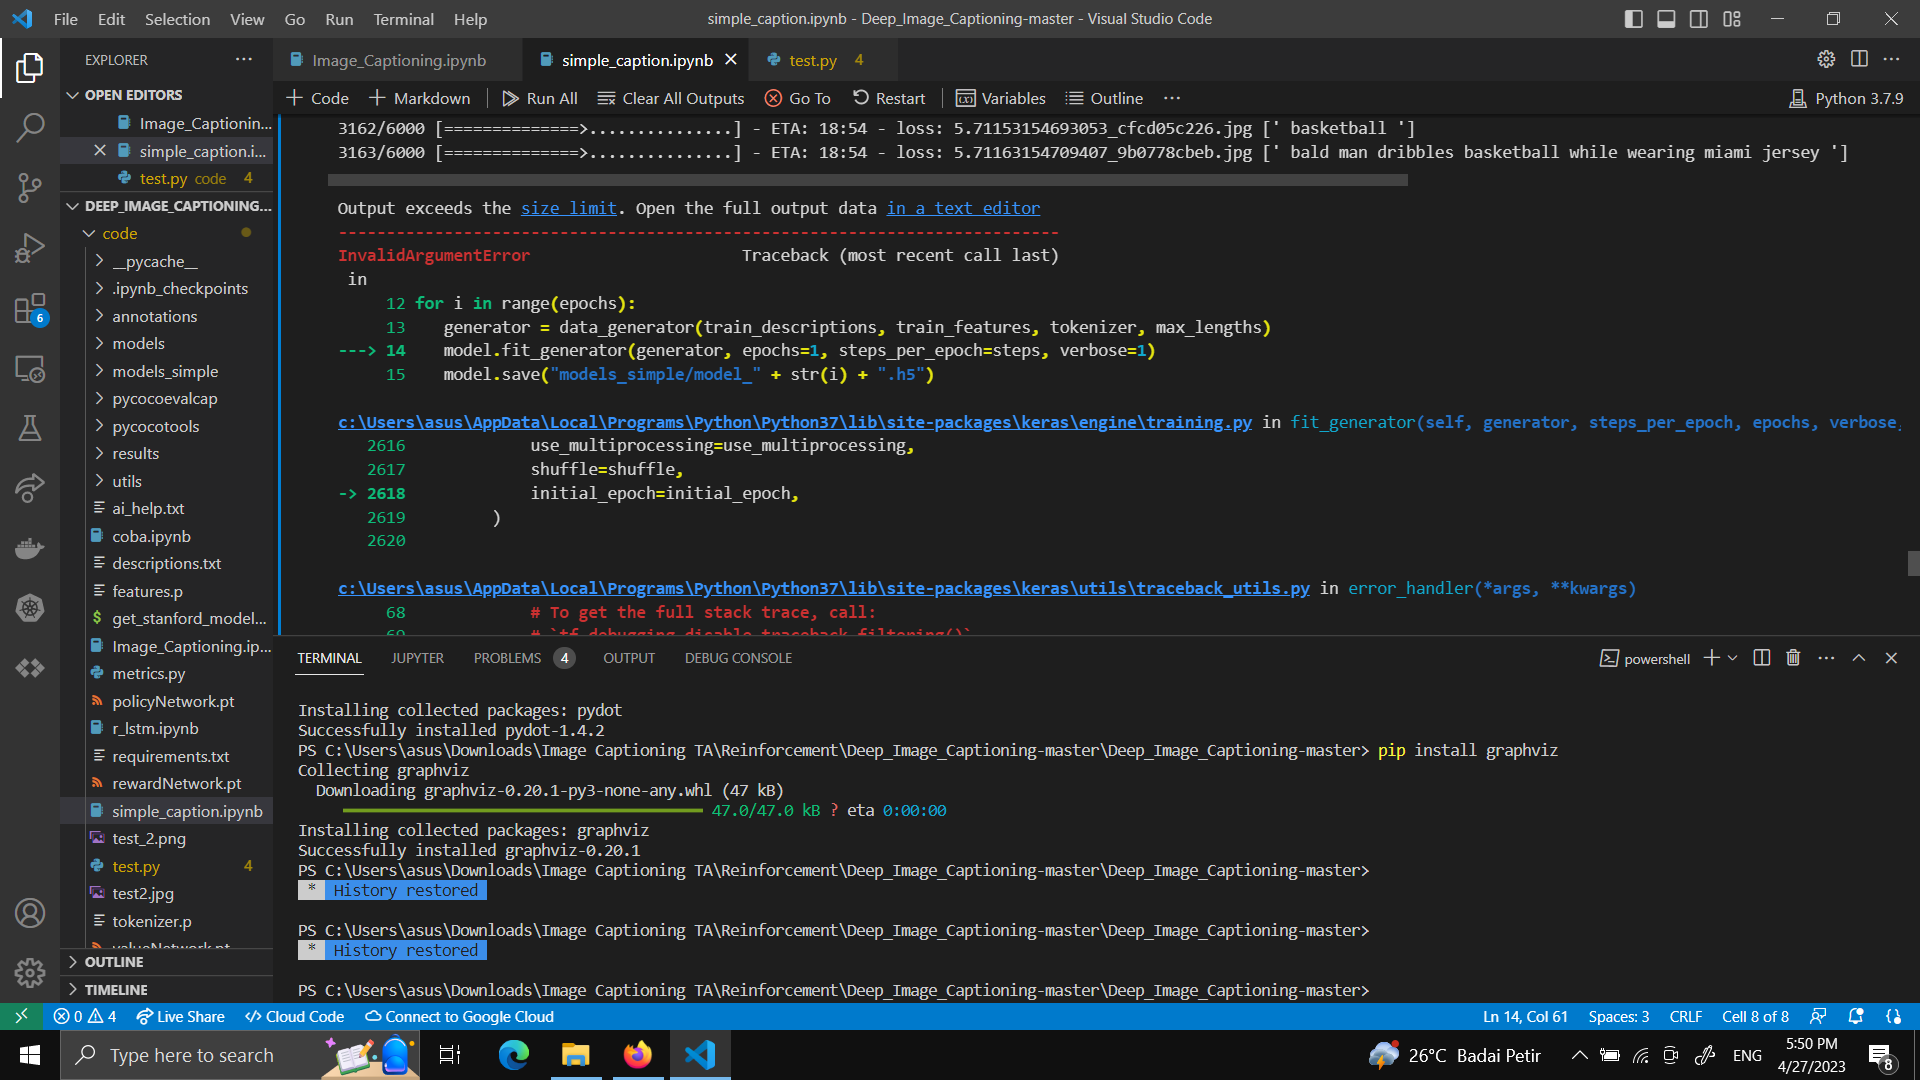 File Edit Selection View Go Run Terminal Help
simple_caption.ipynb - Deep_Image_Captioning-master - Visual Studio Code
EXPLORER
Image_Captioning.ipynb
simple_caption.ipynb
test.py 4
OPEN EDITORS
Image_Captionin...
simple_caption.i...
test.py code 4
DEEP_IMAGE_CAPTIONING...
code
__pycache__
.ipynb_checkpoints
annotations
models
models_simple
pycocoevalcap
pycocotools
results
utils
ai_help.txt
coba.ipynb
descriptions.txt
features.p
get_stanford_model...
Image_Captioning.ip...
metrics.py
policyNetwork.pt
r_lstm.ipynb
requirements.txt
rewardNetwork.pt
simple_caption.ipynb
test_2.png
test.py 4
test2.jpg
tokenizer.p
valueNetwork.pt
OUTLINE
TIMELINE
6
+ Code + Markdown Run All Clear All Outputs Go To Restart Variables Outline ... Python 3.7.9
3162/6000 [==============>...............] - ETA: 18:54 - loss: 5.71153154693053_cfcd05c226.jpg [' basketball ']
3163/6000 [==============>...............] - ETA: 18:54 - loss: 5.71163154709407_9b0778cbeb.jpg [' bald man dribbles basketball while wearing miami jersey ']
Output exceeds the size limit. Open the full output data in a text editor
---------------------------------------------------------------------------
InvalidArgumentError Traceback (most recent call last)
in
12 for i in range(epochs):
13 generator = data_generator(train_descriptions, train_features, tokenizer, max_lengths)
---> 14 model.fit_generator(generator, epochs=1, steps_per_epoch=steps, verbose=1)
15 model.save("models_simple/model_" + str(i) + ".h5")
c:\Users\asus\AppData\Local\Programs\Python\Python37\lib\site-packages\keras\engine\training.py in fit_generator(self, generator, steps_per_epoch, epochs, verbose,
2616 use_multiprocessing=use_multiprocessing,
2617 shuffle=shuffle,
-> 2618 initial_epoch=initial_epoch,
2619 )
2620
c:\Users\asus\AppData\Local\Programs\Python\Python37\lib\site-packages\keras\utils\traceback_utils.py in error_handler(*args, **kwargs)
68 # To get the full stack trace, call:
69 # `tf.debugging.disable_traceback_filtering()`
TERMINAL JUPYTER PROBLEMS 4 OUTPUT DEBUG CONSOLE
powershell
Installing collected packages: pydot
Successfully installed pydot-1.4.2
PS C:\Users\asus\Downloads\Image Captioning TA\Reinforcement\Deep_Image_Captioning-master\Deep_Image_Captioning-master> pip install graphviz
Collecting graphviz
Downloading graphviz-0.20.1-py3-none-any.whl (47 kB)
47.0/47.0 kB ? eta 0:00:00
Installing collected packages: graphviz
Successfully installed graphviz-0.20.1
PS C:\Users\asus\Downloads\Image Captioning TA\Reinforcement\Deep_Image_Captioning-master\Deep_Image_Captioning-master>
* History restored
PS C:\Users\asus\Downloads\Image Captioning TA\Reinforcement\Deep_Image_Captioning-master\Deep_Image_Captioning-master>
* History restored
PS C:\Users\asus\Downloads\Image Captioning TA\Reinforcement\Deep_Image_Captioning-master\Deep_Image_Captioning-master>
0 4 Live Share Cloud Code Connect to Google Cloud
Ln 14, Col 61 Spaces: 3 CRLF Cell 8 of 8
Type here to search
26°C Badai Petir
ENG
5:50 PM
4/27/2023
8